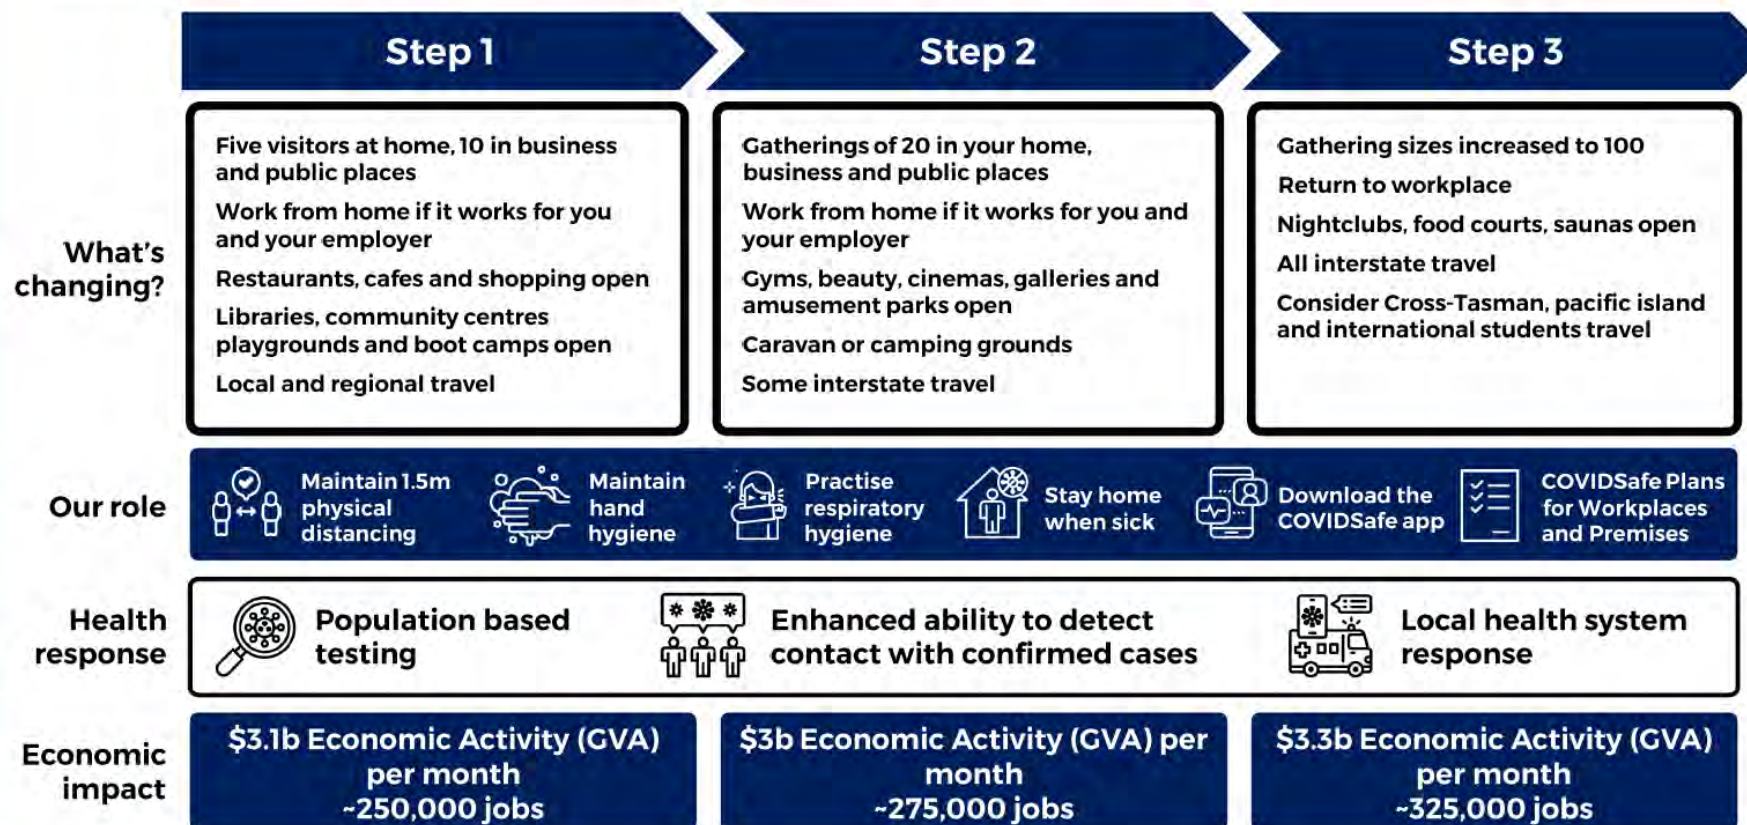 Step 1
Step 2
Step 3
What's
changing?
Five visitors at home, 10 in business
and public places
Work from home if it works for you
and your employer
Restaurants, cafes and shopping open
Libraries, community centres
playgrounds and boot camps open
Local and regional travel
Gatherings of 20 in your home,
business and public places
Work from home if it works for you and
your employer
Gyms, beauty, cinemas, galleries and
amusement parks open
Caravan or camping grounds
Some interstate travel
Gathering sizes increased to 100
Return to workplace
Nightclubs, food courts, saunas open
All interstate travel
Consider Cross-Tasman, pacific island
and international students travel
Our role
Maintain 1.5m
physical
distancing
Maintain
hand
hygiene
Practise
respiratory
hygiene
Stay home
when sick
Download the
COVIDSafe app
COVIDSafe Plans
for Workplaces
and Premises
Health
response
Population based
testing
Enhanced ability to detect
contact with confirmed cases
Local health system
response
Economic
impact
$3.1b Economic Activity (GVA)
per month
~250,000 jobs
$3b Economic Activity (GVA) per
month
~275,000 jobs
$3.3b Economic Activity (GVA)
per month
~325,000 jobs